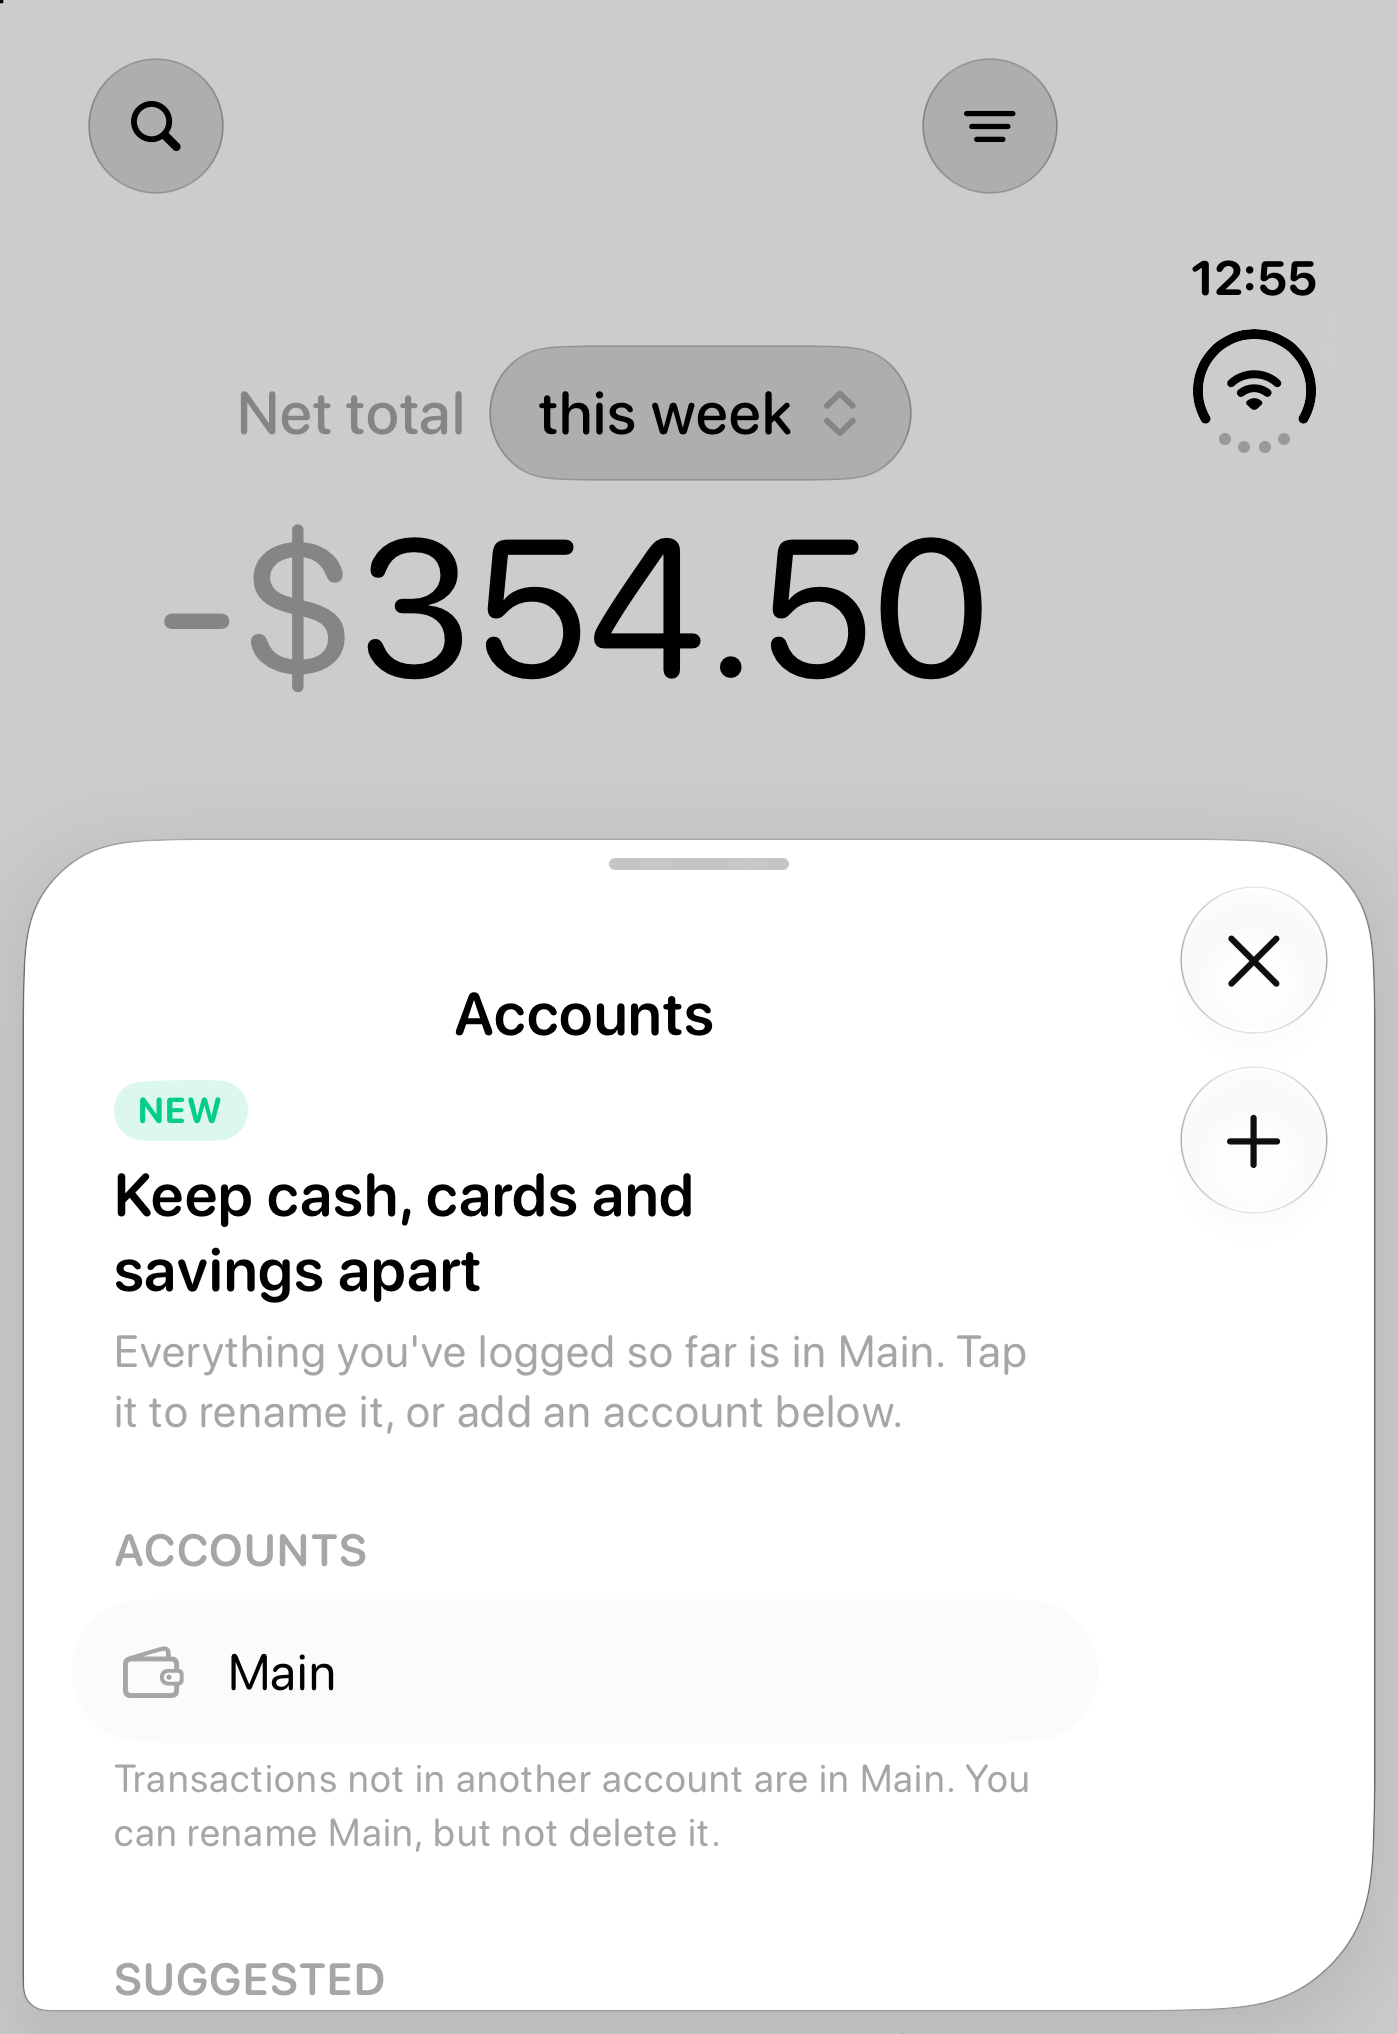 12:55
Net total this week
-$354.50
Accounts
NEW
Keep cash, cards and
savings apart
Everything you've logged so far is in Main. Tap
it to rename it, or add an account below.
ACCOUNTS
Main
Transactions not in another account are in Main. You
can rename Main, but not delete it.
SUGGESTED